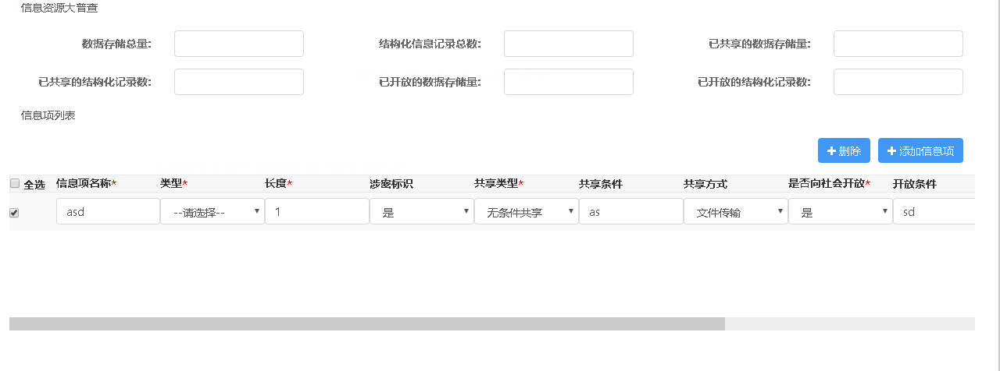 信息资源大普查
数据存储总量: 结构化信息记录总数: 已共享的数据存储量:
已共享的结构化记录数: 已开放的数据存储量: 已开放的结构化记录数:
信息项列表
删除 添加信息项
全选 信息项名称* 类型* 长度* 涉密标识 共享类型* 共享条件 共享方式 是否向社会开放* 开放条件
asd --请选择-- 1 是 无条件共享 as 文件传输 是 sd